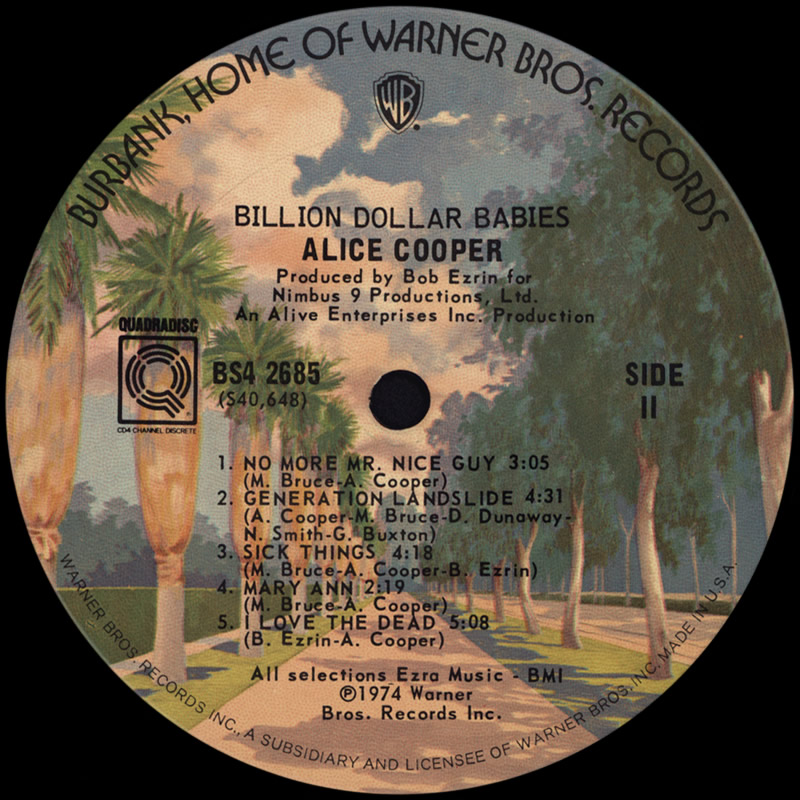 BURBANK, HOME OF WARNER BROS. RECORDS
WB
BILLION DOLLAR BABIES
ALICE COOPER
Produced by Bob Ezrin for
Nimbus 9 Productions, Ltd.
An Alive Enterprises Inc. Production
QUADRADISC
CD4 CHANNEL DISCRETE
BS4 2685
(S40,648)
SIDE
II
1. NO MORE MR. NICE GUY 3:05
(M. Bruce-A. Cooper)
2. GENERATION LANDSLIDE 4:31
(A. Cooper-M. Bruce-D. Dunaway-
N. Smith-G. Buxton)
3. SICK THINGS 4:18
(M. Bruce-A. Cooper-B. Ezrin)
4. MARY ANN 2:19
(M. Bruce-A. Cooper)
5. I LOVE THE DEAD 5:08
(B. Ezrin-A. Cooper)
All selections Ezra Music - BMI
℗1974 Warner
Bros. Records Inc.
WARNER BROS. RECORDS INC., A SUBSIDIARY AND LICENSEE OF WARNER BROS. INC. MADE IN U.S.A.